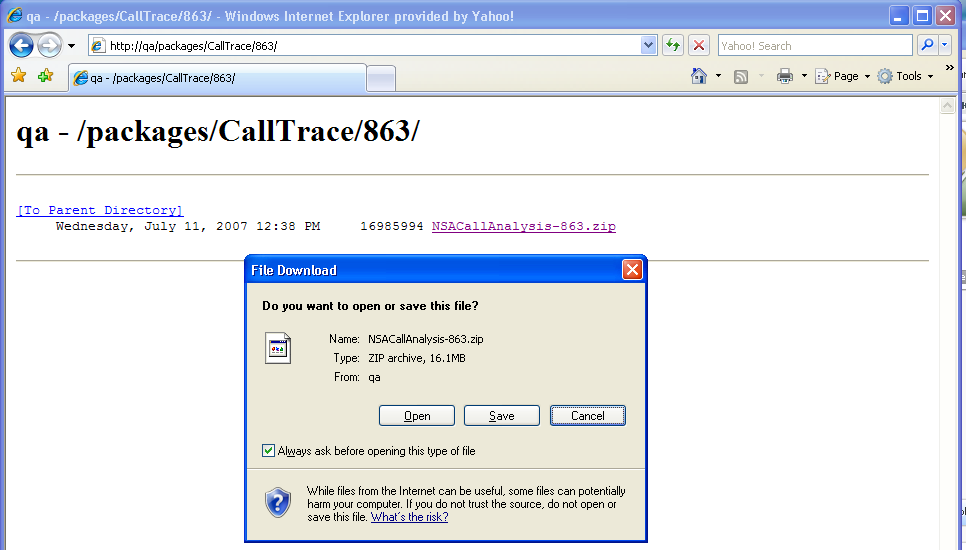 qa - /packages/CallTrace/863/ - Windows Internet Explorer provided by Yahoo!
http://qa/packages/CallTrace/863/
Yahoo! Search
qa - /packages/CallTrace/863/
Page
Tools
qa - /packages/CallTrace/863/
[To Parent Directory]
Wednesday, July 11, 2007 12:38 PM 16985994 NSACallAnalysis-863.zip
File Download
Do you want to open or save this file?
Name: NSACallAnalysis-863.zip
Type: ZIP archive, 16.1MB
From: qa
Open Save Cancel
Always ask before opening this type of file
While files from the Internet can be useful, some files can potentially
harm your computer. If you do not trust the source, do not open or
save this file. What's the risk?